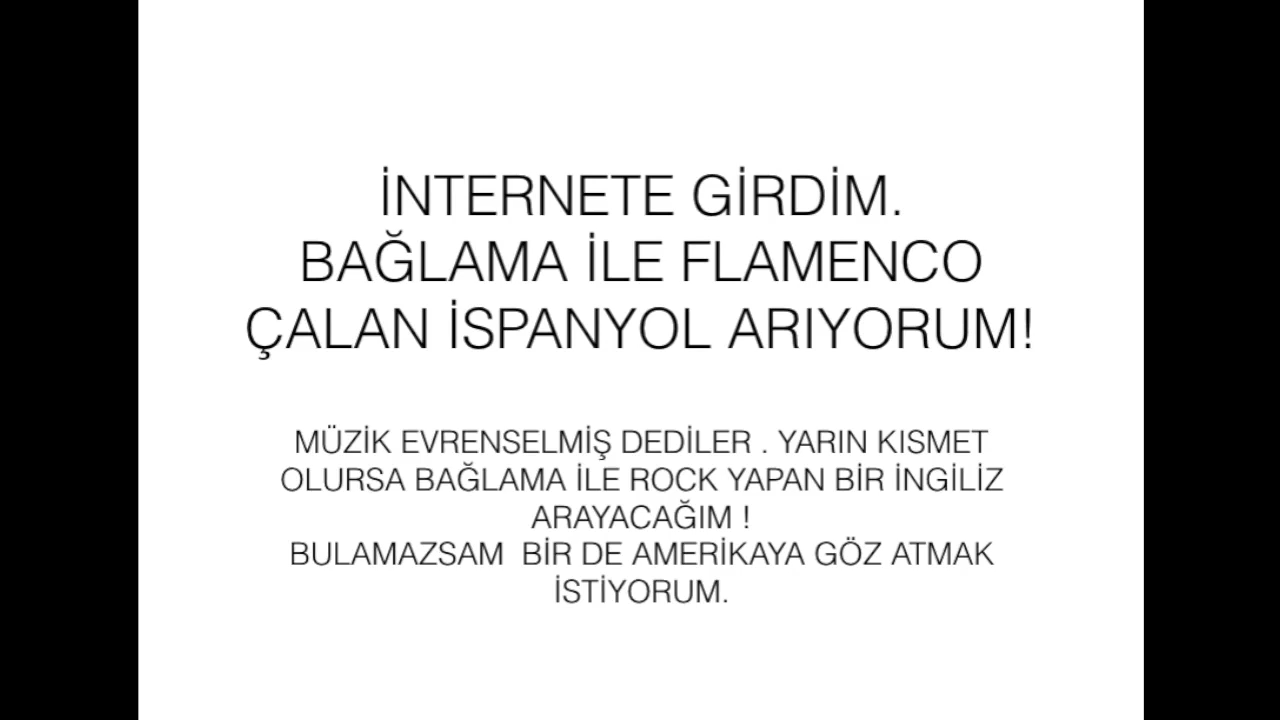 İNTERNETE GİRDİM.
BAĞLAMA İLE FLAMENCO
ÇALAN İSPANYOL ARIYORUM!
MÜZİK EVRENSELMİŞ DEDİLER . YARIN KISMET
OLURSA BAĞLAMA İLE ROCK YAPAN BİR İNGİLİZ
ARAYACAĞIM !
BULAMAZSAM  BİR DE AMERİKAYA GÖZ ATMAK
İSTİYORUM.